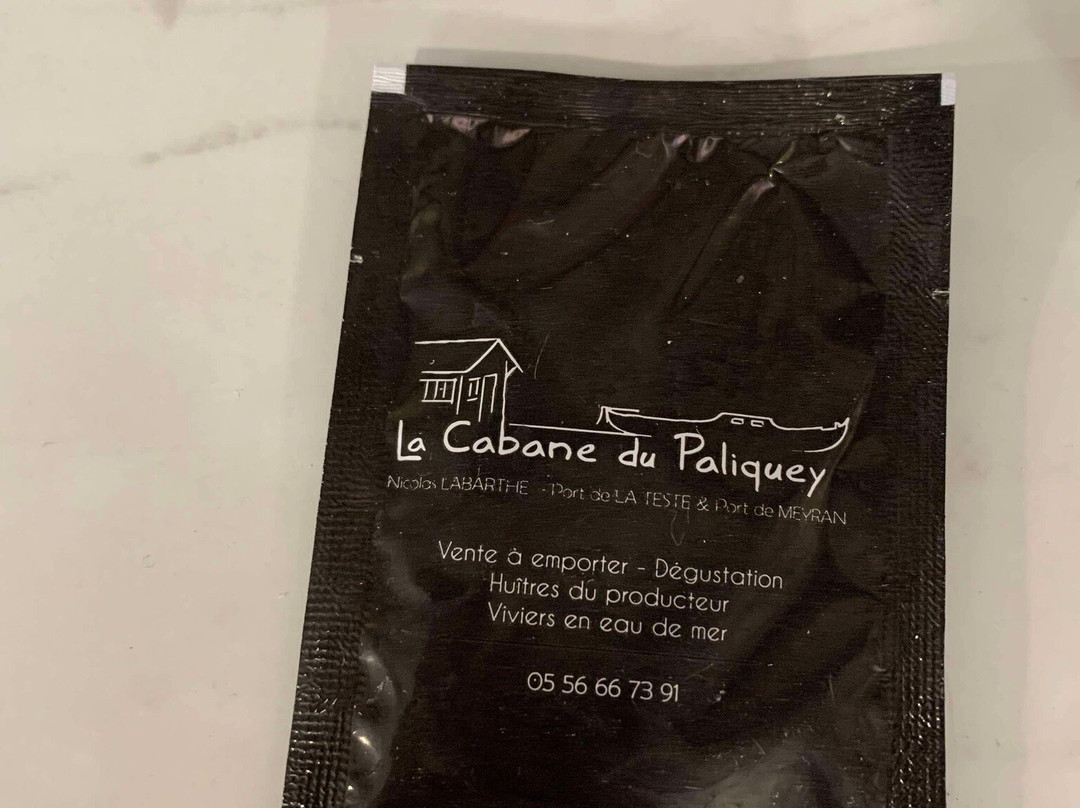 La Cabane du Paliquey
Nicolas LABARTHE - Port de LA TESTE & Port de MEYRAN
Vente à emporter - Dégustation
Huîtres du producteur
Viviers en eau de mer
05 56 66 73 91